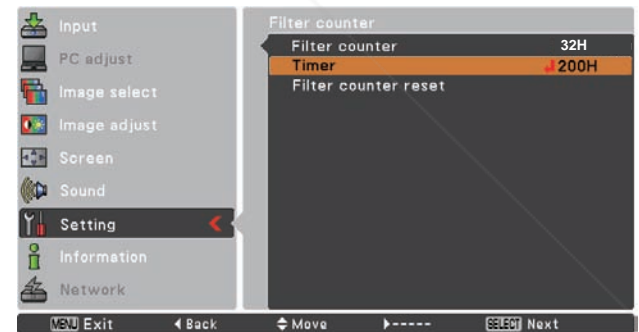 Input
PC adjust
Image select
Image adjust
Screen
Sound
Setting
Information
Network
Filter counter
Filter counter 32H
Timer 200H
Filter counter reset
MENU Exit Back Move ----- SELECT Next